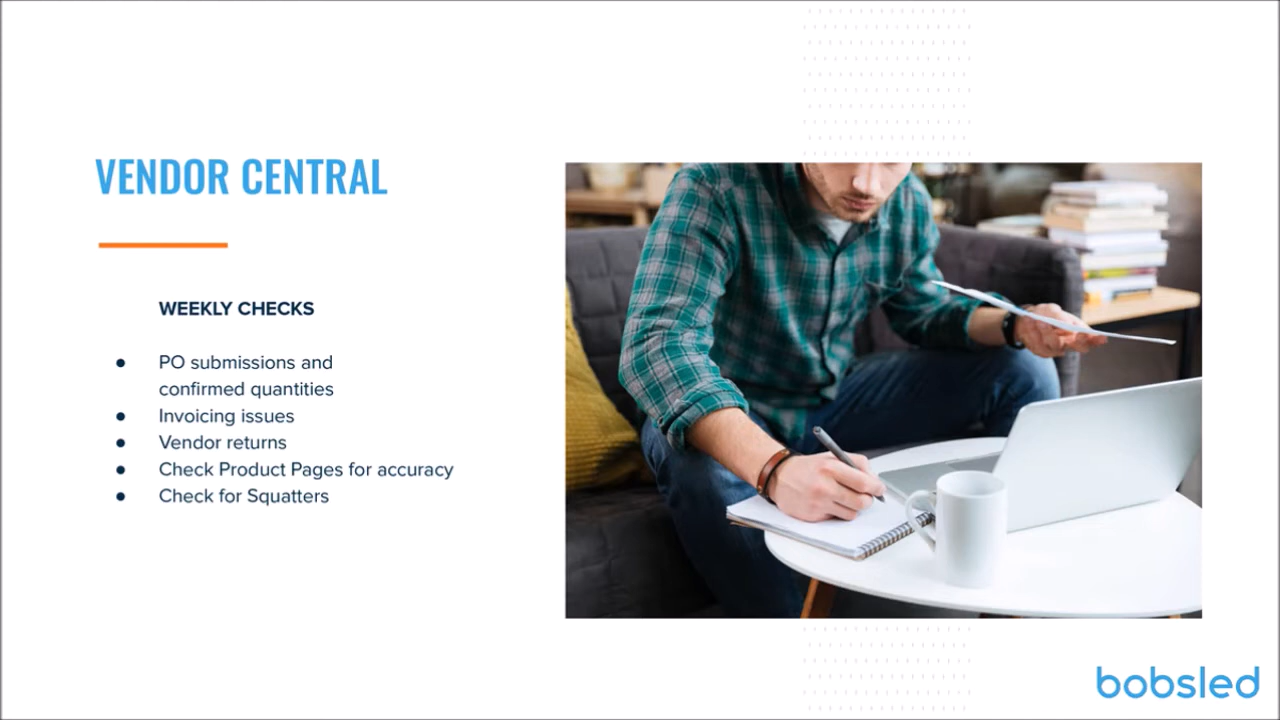 VENDOR CENTRAL
WEEKLY CHECKS
● PO submissions and
confirmed quantities
● Invoicing issues
● Vendor returns
● Check Product Pages for accuracy
● Check for Squatters
bobsled